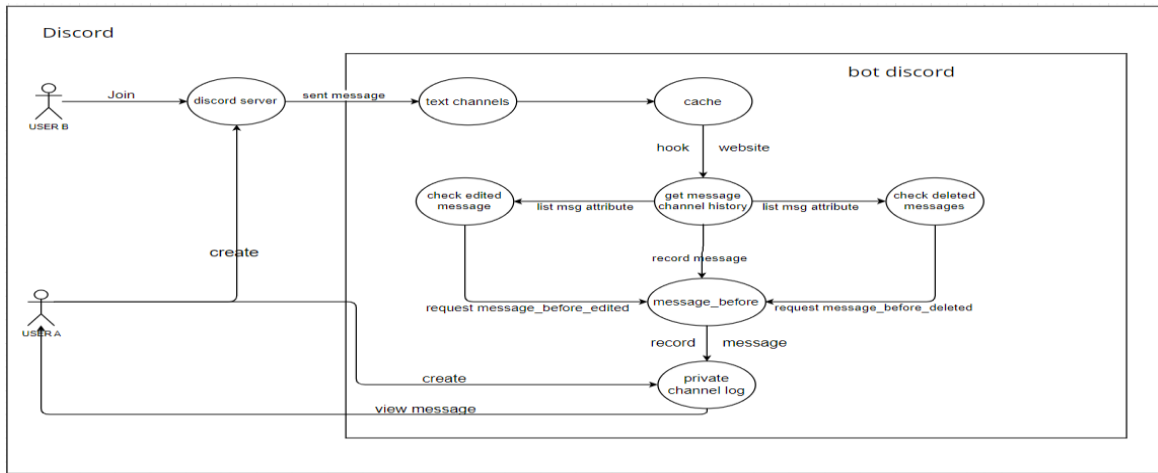 Discord
bot discord
Join
discord server
sent message
text channels
cache
USER B
hook
website
check edited
message
list msg attribute
get message
channel history
list msg attribute
check deleted
messages
create
record message
USER A
request message_before_edited
message_before
request message_before_deleted
record
message
create
private
channel log
view message